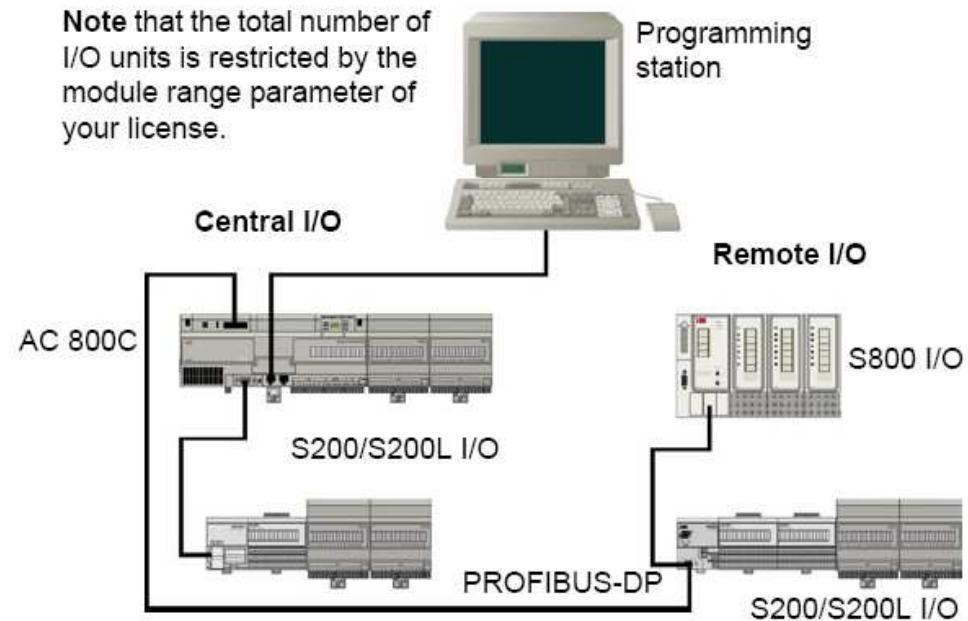 Note that the total number of
I/O units is restricted by the
module range parameter of
your license.
Programming
station
Central I/O
Remote I/O
AC 800C
S800 I/O
S200/S200L I/O
PROFIBUS-DP
S200/S200L I/O